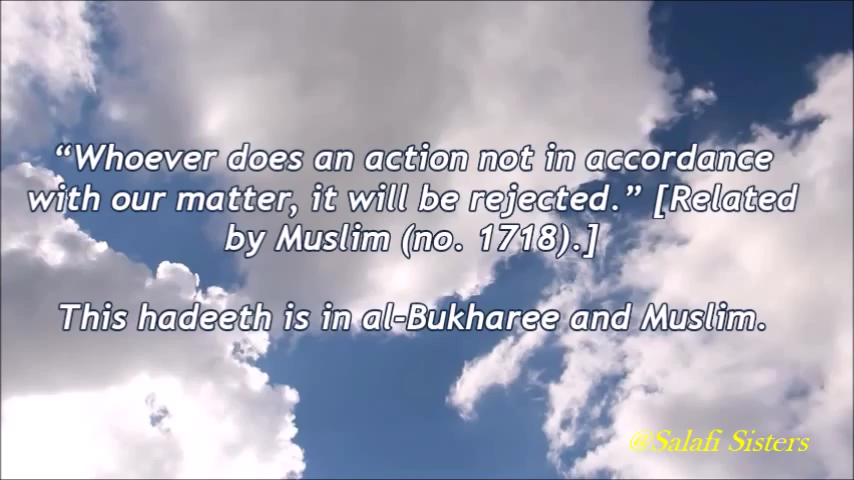 “Whoever does an action not in accordance
with our matter, it will be rejected.” [Related
by Muslim (no. 1718).]
This hadeeth is in al-Bukharee and Muslim.
@Salafi Sisters